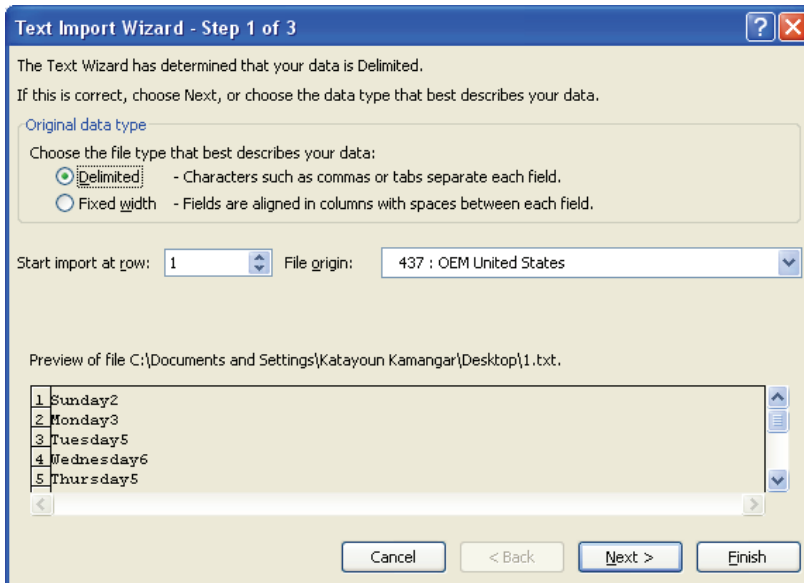 Text Import Wizard - Step 1 of 3
The Text Wizard has determined that your data is Delimited.
If this is correct, choose Next, or choose the data type that best describes your data.
Original data type
Choose the file type that best describes your data:
Delimited - Characters such as commas or tabs separate each field.
Fixed width - Fields are aligned in columns with spaces between each field.
Start import at row: 1 File origin: 437 : OEM United States
Preview of file C:\Documents and Settings\Katayoun Kamangar\Desktop\1.txt.
1 Sunday2
2 Monday3
3 Tuesday5
4 Wednesday6
5 Thursday5
Cancel < Back Next > Finish